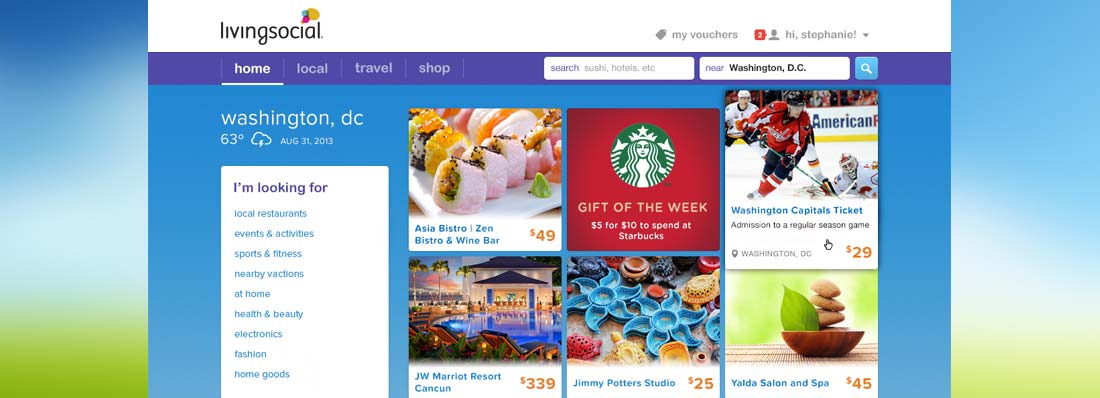 livingsocial.
my vouchers
2
hi, stephanie!
home
local
travel
shop
search sushi, hotels, etc
near Washington, D.C.
washington, dc
63°
AUG 31, 2013
I'm looking for
local restaurants
events & activities
sports & fitness
nearby vactions
at home
health & beauty
electronics
fashion
home goods
Asia Bistro | Zen
Bistro & Wine Bar
$49
GIFT OF THE WEEK
$5 for $10 to spend at
Starbucks
AmericanF
Washington Capitals Ticket
Admission to a regular season game
WASHINGTON, DC
$29
JW Marriot Resort
Cancun
$339
Jimmy Potters Studio
$25
Yalda Salon and Spa
$45